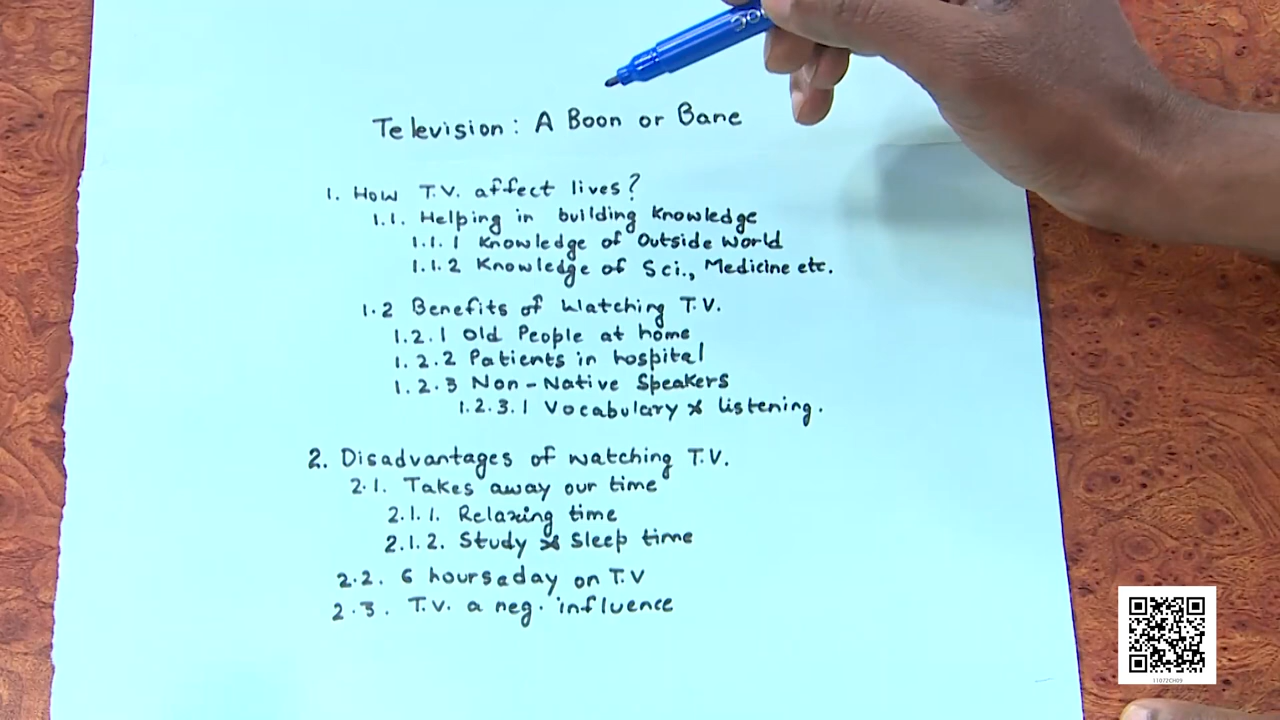 Television: A Boon or Bane
1. How T.V. affect lives?
1.1. Helping in building knowledge
1.1.1 Knowledge of Outside World
1.1.2 Knowledge of Sci., Medicine etc.
1.2 Benefits of Watching T.V.
1.2.1 Old People at home
1.2.2 Patients in hospital
1.2.3 Non-Native Speakers
1.2.3.1 Vocabulary & listening.
2. Disadvantages of watching T.V.
2.1. Takes away our time
2.1.1. Relaxing time
2.1.2. Study & Sleep time
2.2. 6 hours a day on T.V
2.3. T.V. a neg. influence
11072CH09